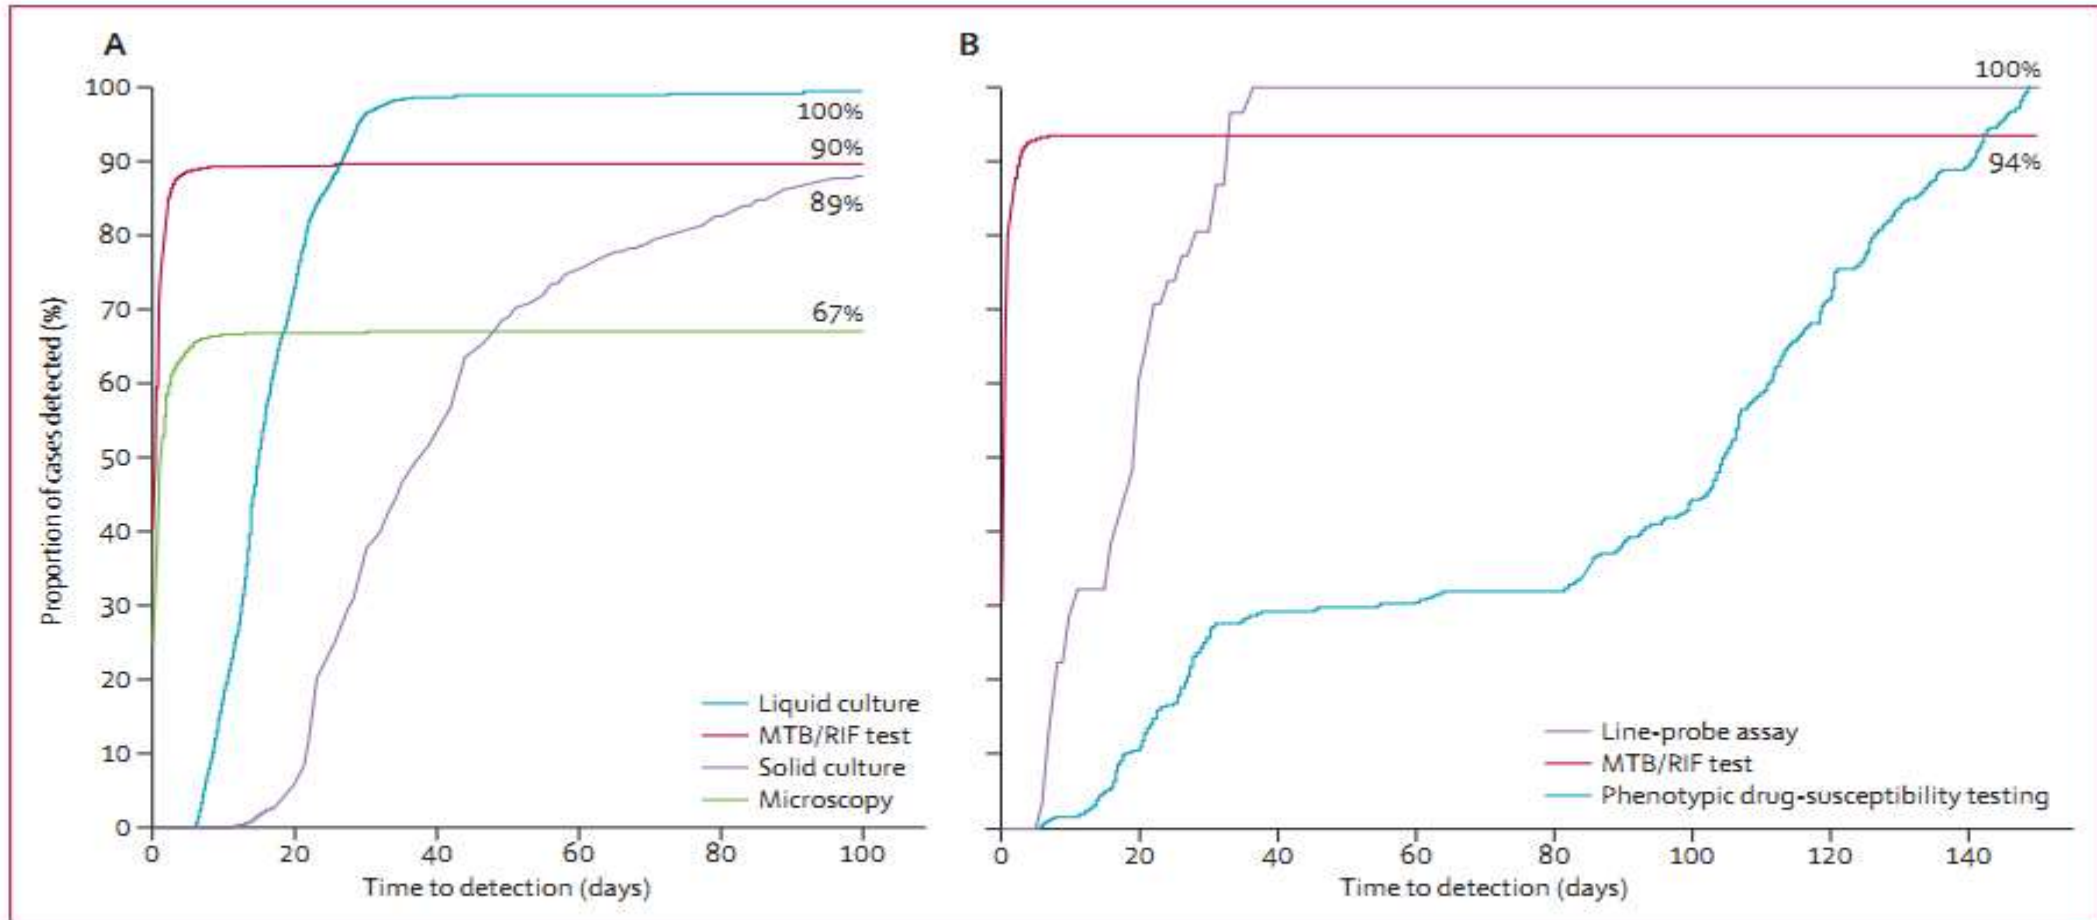 A
Proportion of cases detected (%)
100
90
80
70
60
50
40
30
20
10
0
100%
90%
89%
67%
Liquid culture
MTB/RIF test
Solid culture
Microscopy
0 20 40 60 80 100
Time to detection (days)
B
100%
94%
Line-probe assay
MTB/RIF test
Phenotypic drug-susceptibility testing
0 20 40 60 80 100 120 140
Time to detection (days)